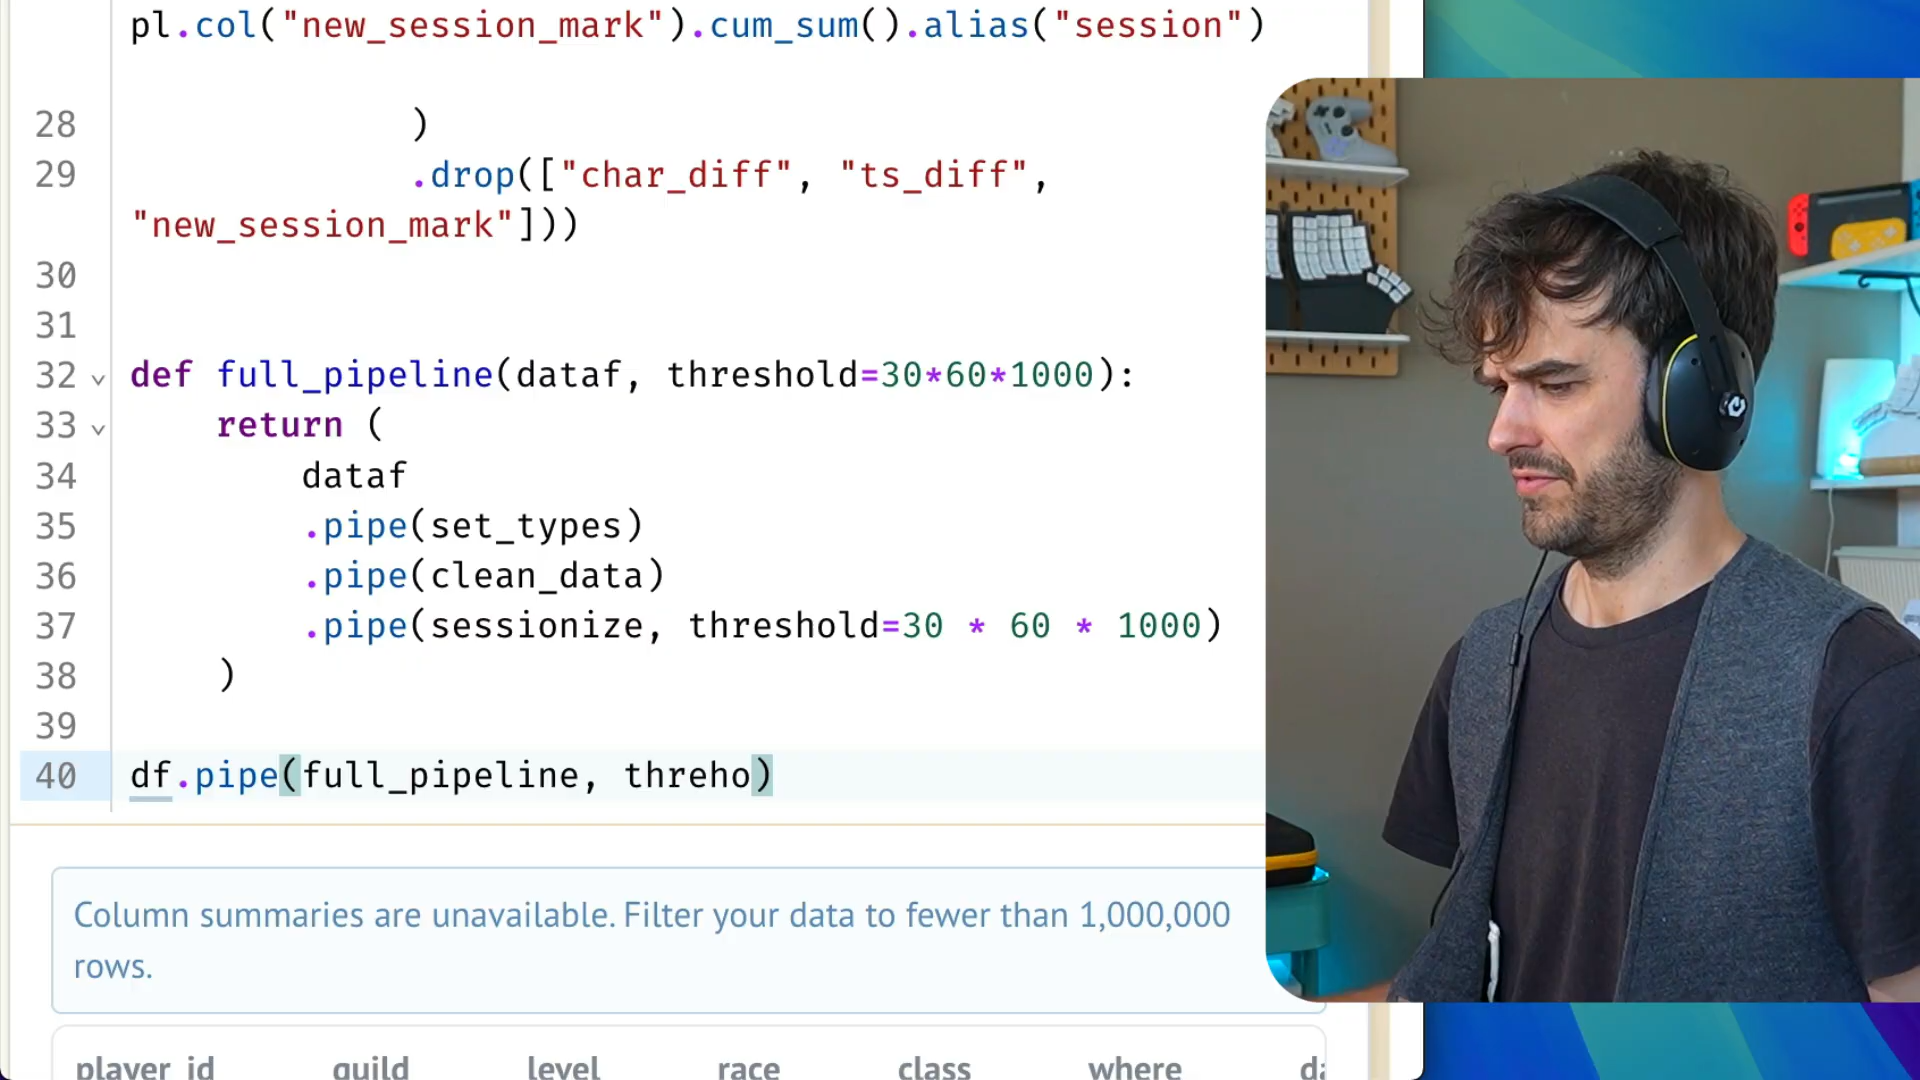 pl.col("new_session_mark").cum_sum().alias("session")
28 )
29 .drop(["char_diff", "ts_diff",
"new_session_mark"]))
30
31
32 def full_pipeline(dataf, threshold=30*60*1000):
33 return (
34 dataf
35 .pipe(set_types)
36 .pipe(clean_data)
37 .pipe(sessionize, threshold=30 * 60 * 1000)
38 )
39
40 df.pipe(full_pipeline, threho)
Column summaries are unavailable. Filter your data to fewer than 1,000,000
rows.
player_id guild level race class where